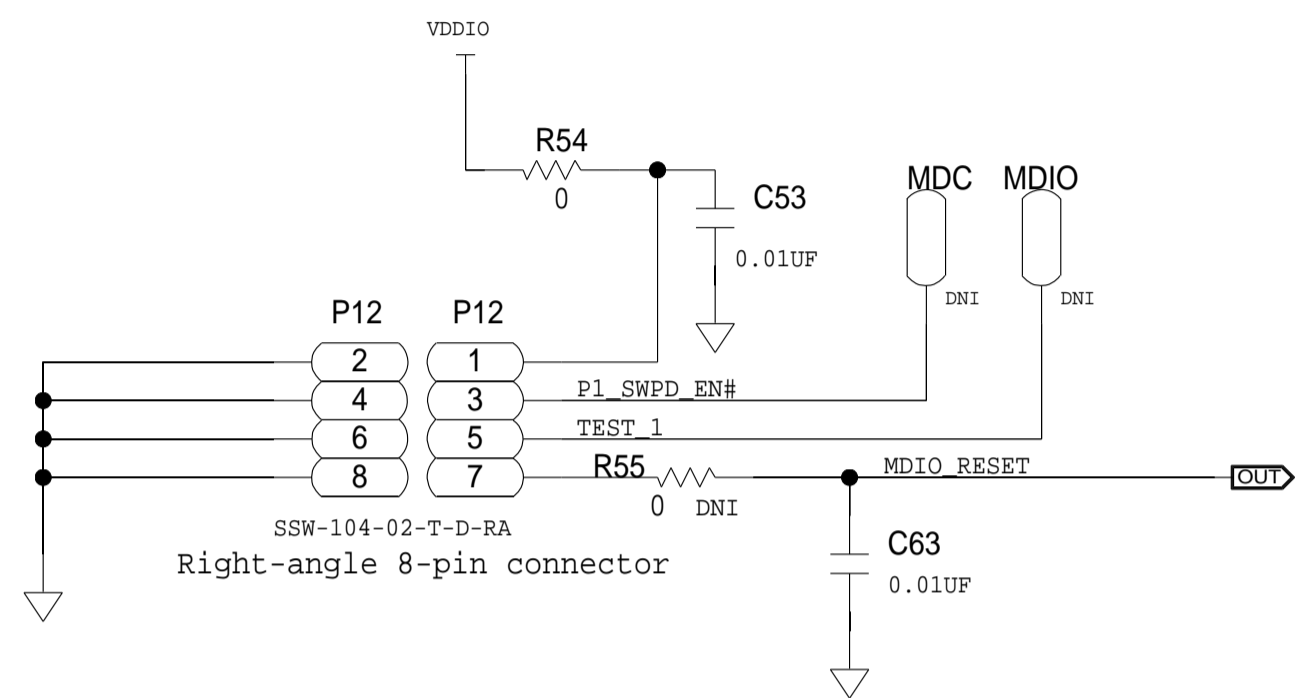 VDDIO
R54
0
C53
0.01UF
MDC MDIO
DNI DNI
P12 P12
2 1
4 3 P1_SWPD_EN#
6 5 TEST_1
8 7 R55 MDIO_RESET OUT
0 DNI
SSW-104-02-T-D-RA
Right-angle 8-pin connector
C63
0.01UF